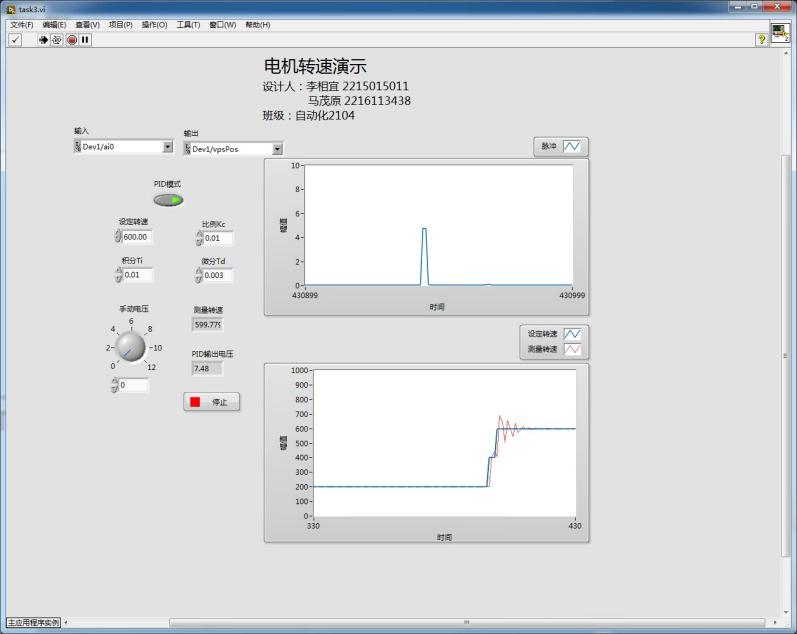 task3.vi
文件(F) 编辑(E) 查看(V) 项目(P) 操作(O) 工具(T) 窗口(W) 帮助(H)
2
电机转速演示
设计人：李相宜 2215015011
马茂原 2216113438
班级：自动化2104
输入
Dev1/ai0
输出
Dev1/vpsPos
PID模式
设定转速
600.00
比例Kc
0.01
积分Ti
0.01
微分Td
0.003
手动电压
0 2 4 6 8 10 12
0
测量转速
599.779
PID输出电压
7.48
停止
脉冲
幅值
10
8
6
4
2
0
430899 430999
时间
设定转速
测量转速
幅值
1000
900
800
700
600
500
400
300
200
100
0
330 430
时间
主应用程序实例